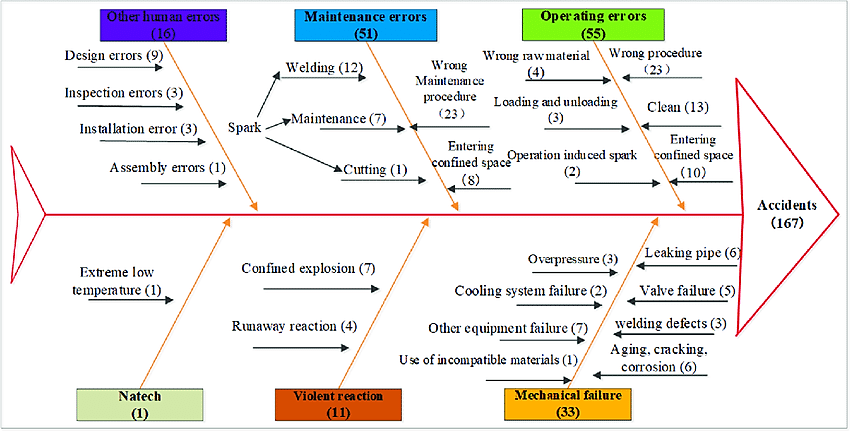 Other human errors
(16)
Maintenance errors
(51)
Operating errors
(55)
Design errors (9)
Inspection errors (3)
Installation error (3)
Assembly errors (1)
Spark
Welding (12)
Maintenance (7)
Cutting (1)
Wrong
Maintenance
procedure
(23)
Entering
confined space
(8)
Wrong raw material
(4)
Loading and unloading
(3)
Operation induced spark
(2)
Wrong procedure
(23)
Clean (13)
Entering
confined space
(10)
Accidents
(167)
Extreme low
temperature (1)
Confined explosion (7)
Runaway reaction (4)
Overpressure (3)
Cooling system failure (2)
Other equipment failure (7)
Use of incompatible materials (1)
Leaking pipe (6)
Valve failure (5)
welding defects (3)
Aging, cracking,
corrosion (6)
Natech
(1)
Violent reaction
(11)
Mechanical failure
(33)